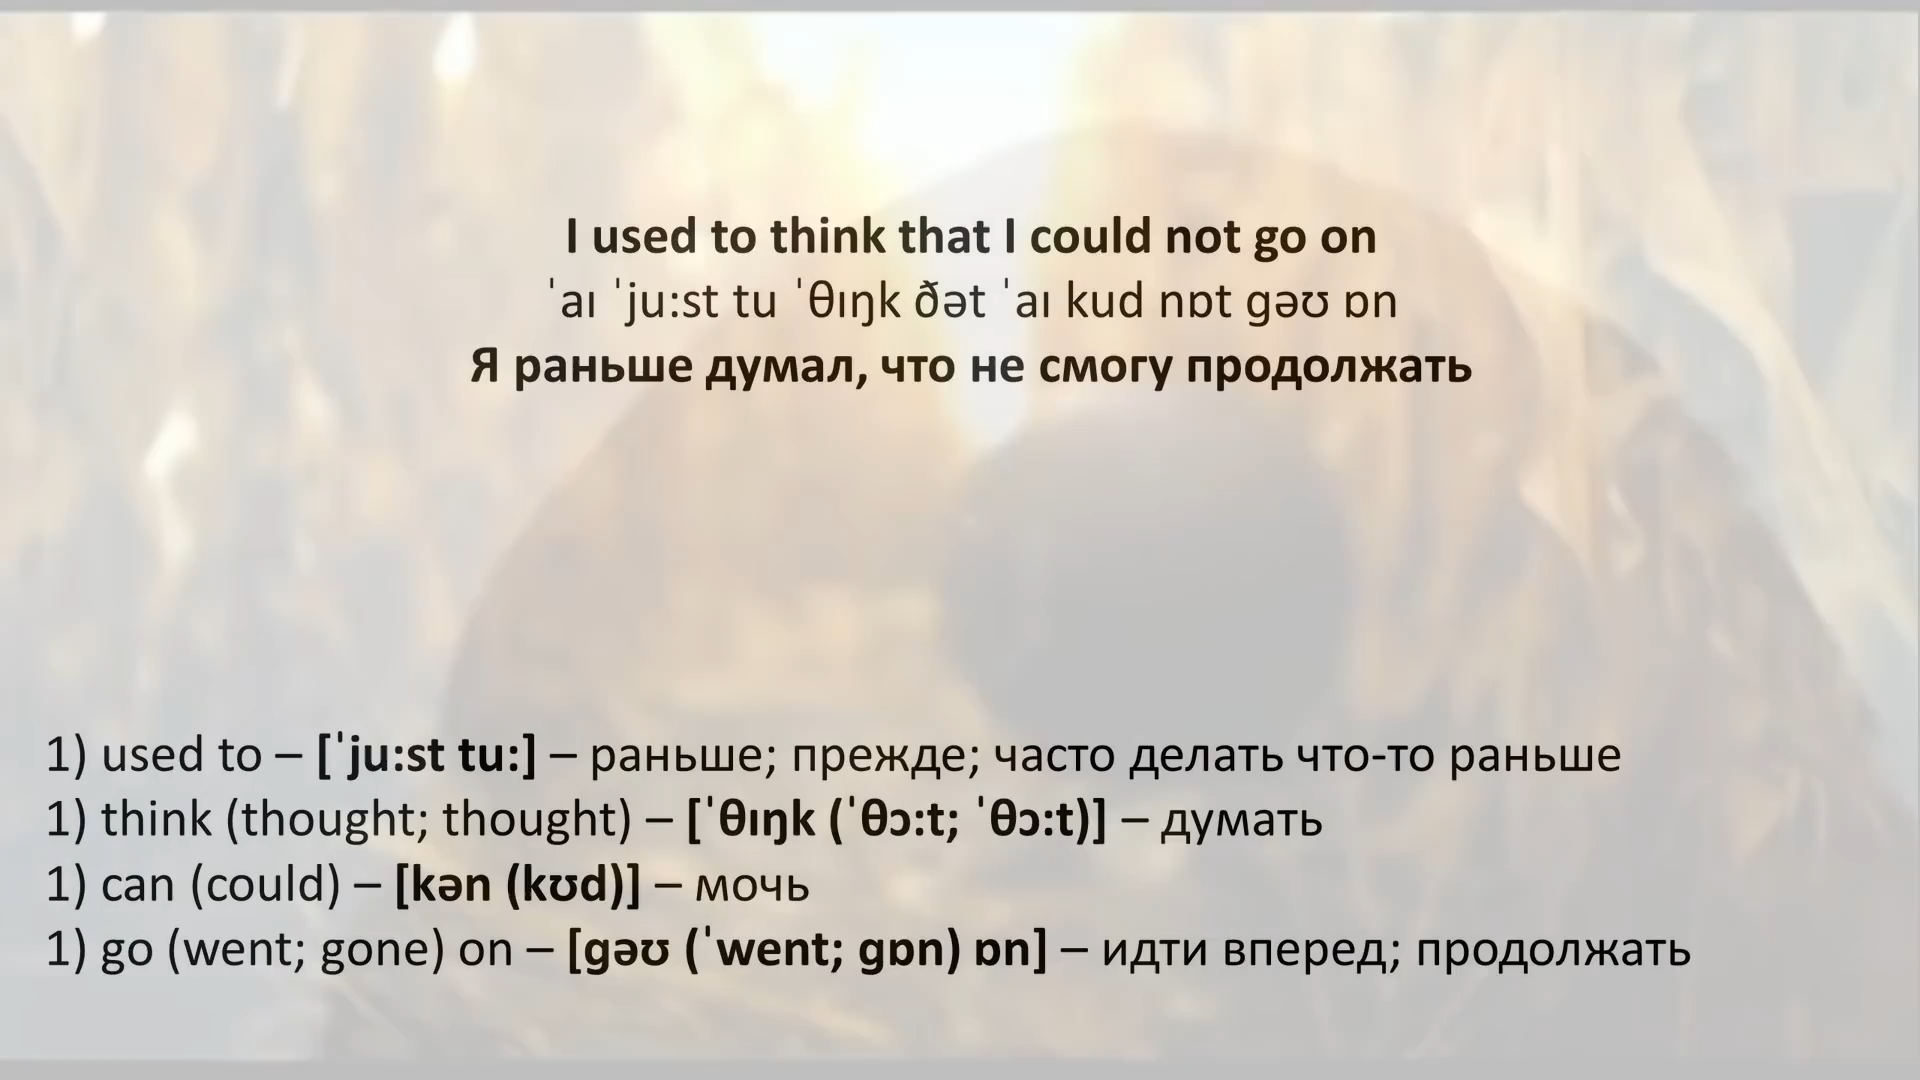 I used to think that I could not go on
ˈaɪ ˈju:st tu ˈθɪŋk ðət ˈaɪ kud nɒt gəʊ ɒn
Я раньше думал, что не смогу продолжать
1) used to – [ˈju:st tu:] – раньше; прежде; часто делать что-то раньше
1) think (thought; thought) – [ˈθɪŋk (ˈθɔ:t; ˈθɔ:t)] – думать
1) can (could) – [kən (kʊd)] – мочь
1) go (went; gone) on – [gəʊ (ˈwent; gɒn) ɒn] – идти вперед; продолжать